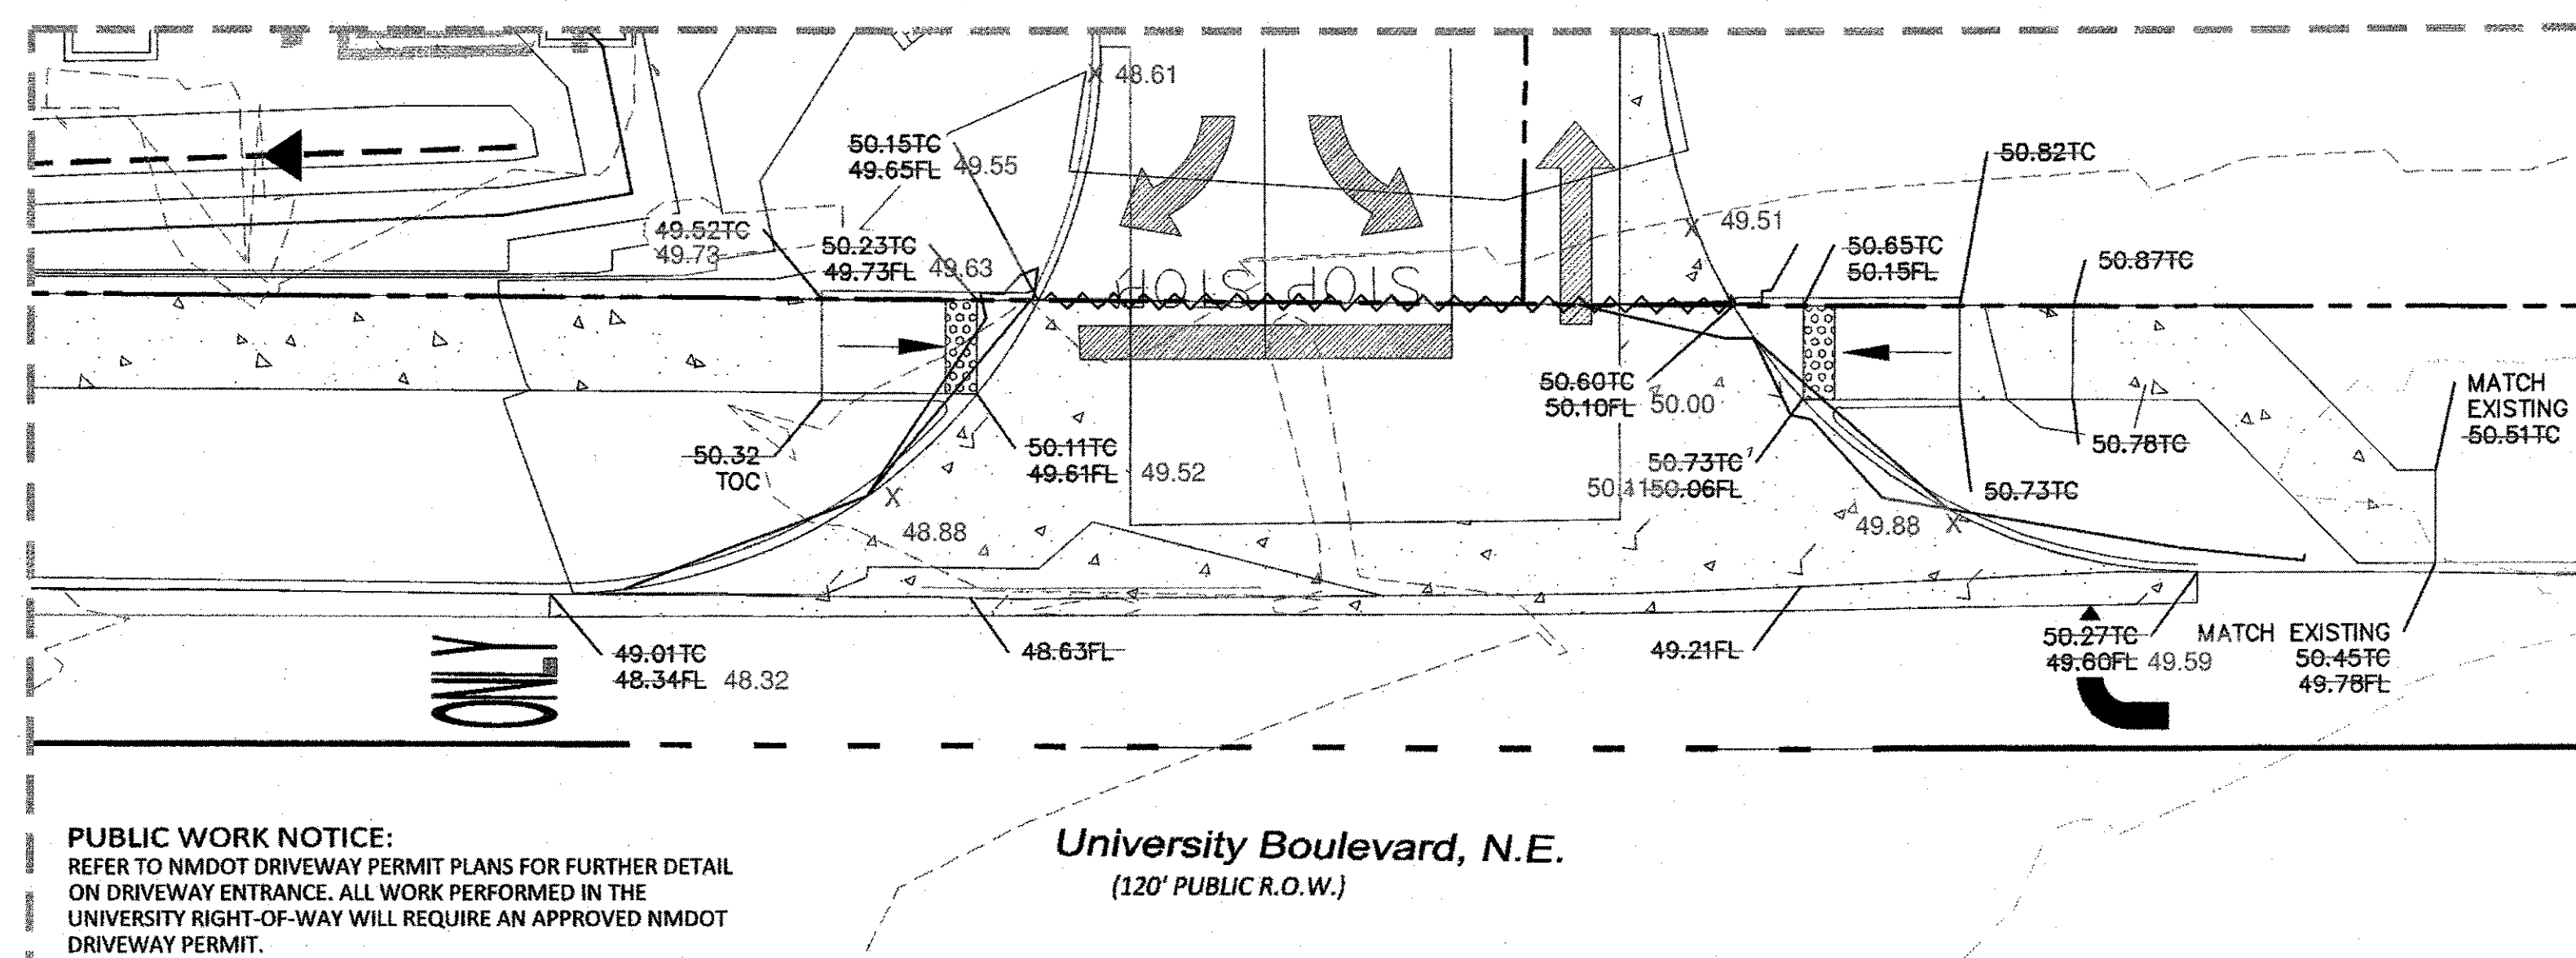 48.61
50.15TC
49.65FL 49.55
50.82TC
49.52TC
49.73
50.23TC
49.73FL 49.63
49.51
50.65TC
50.15FL
50.87TC
STOP STOP
50.60TC
50.10FL 50.00
MATCH
EXISTING
50.51TC
50.32
TOC
50.11TC
49.61FL 49.52
50.73TC
50.06FL
50.78TC
50.73TC
48.88
49.88
ONLY
49.01TC
48.34FL 48.32
48.63FL
49.21FL
50.27TC
49.60FL 49.59
MATCH EXISTING
50.45TC
49.78FL
PUBLIC WORK NOTICE:
REFER TO NMDOT DRIVEWAY PERMIT PLANS FOR FURTHER DETAIL
ON DRIVEWAY ENTRANCE. ALL WORK PERFORMED IN THE
UNIVERSITY RIGHT-OF-WAY WILL REQUIRE AN APPROVED NMDOT
DRIVEWAY PERMIT.
University Boulevard, N.E.
(120' PUBLIC R.O.W.)